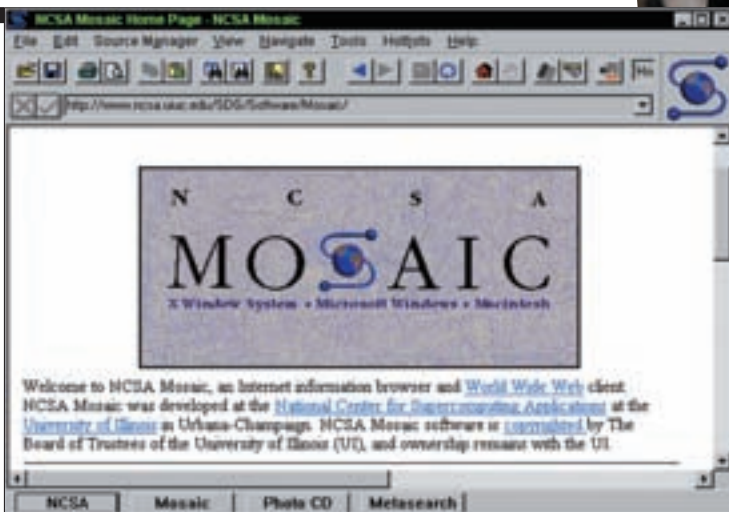 NCSA Mosaic Home Page - NCSA Mosaic
File Edit Source Manager View Navigate Tools Hotlists Help
http://www.ncsa.uiuc.edu/SDG/Software/Mosaic/
N C S A
MOSAIC
X Window System • Microsoft Windows • Macintosh
Welcome to NCSA Mosaic, an Internet information browser and World Wide Web client.
NCSA Mosaic was developed at the National Center for Supercomputing Applications at the
University of Illinois in Urbana-Champaign. NCSA Mosaic software is copyrighted by The
Board of Trustees of the University of Illinois (UI), and ownership remains with the UI.
NCSA Mosaic Photo CD Metasearch